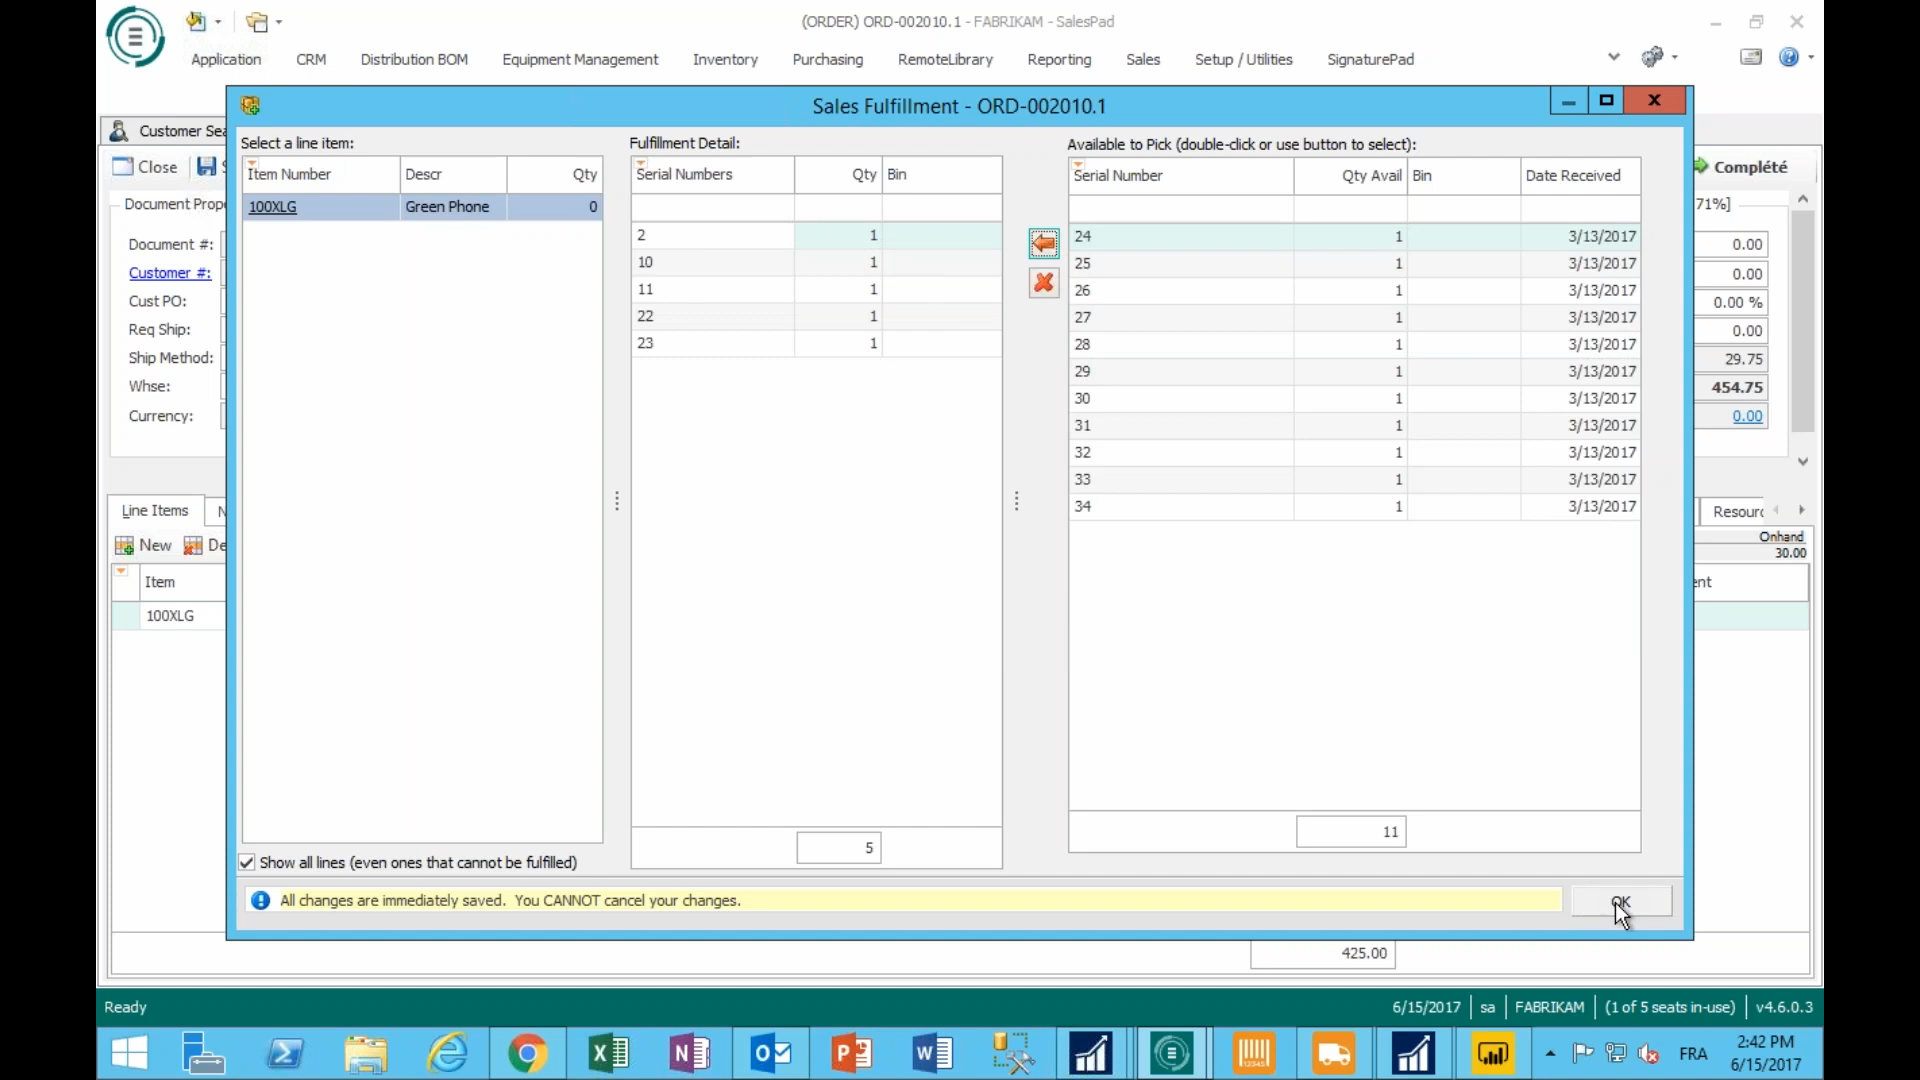 (ORDER) ORD-002010.1 - FABRIKAM - SalesPad
Application CRM Distribution BOM Equipment Management Inventory Purchasing RemoteLibrary Reporting Sales Setup / Utilities SignaturePad
Sales Fulfillment - ORD-002010.1
Customer Sea
Close
Complété
Document Prope
71%]
Document #:
0.00
Customer #:
0.00
Cust PO:
0.00 %
Req Ship:
0.00
Ship Method:
29.75
Whse:
454.75
Currency:
0.00
Line Items
Resourc
New De
Onhand
30.00
Item
ent
100XLG
Select a line item:
Item Number Descr Qty
100XLG Green Phone 0
Show all lines (even ones that cannot be fulfilled)
Fulfillment Detail:
Serial Numbers Qty Bin
2 1
10 1
11 1
22 1
23 1
5
Available to Pick (double-click or use button to select):
Serial Number Qty Avail Bin Date Received
24 1 3/13/2017
25 1 3/13/2017
26 1 3/13/2017
27 1 3/13/2017
28 1 3/13/2017
29 1 3/13/2017
30 1 3/13/2017
31 1 3/13/2017
32 1 3/13/2017
33 1 3/13/2017
34 1 3/13/2017
11
All changes are immediately saved. You CANNOT cancel your changes.
OK
425.00
Ready
6/15/2017 sa FABRIKAM (1 of 5 seats in-use) v4.6.0.3
FRA
2:42 PM
6/15/2017